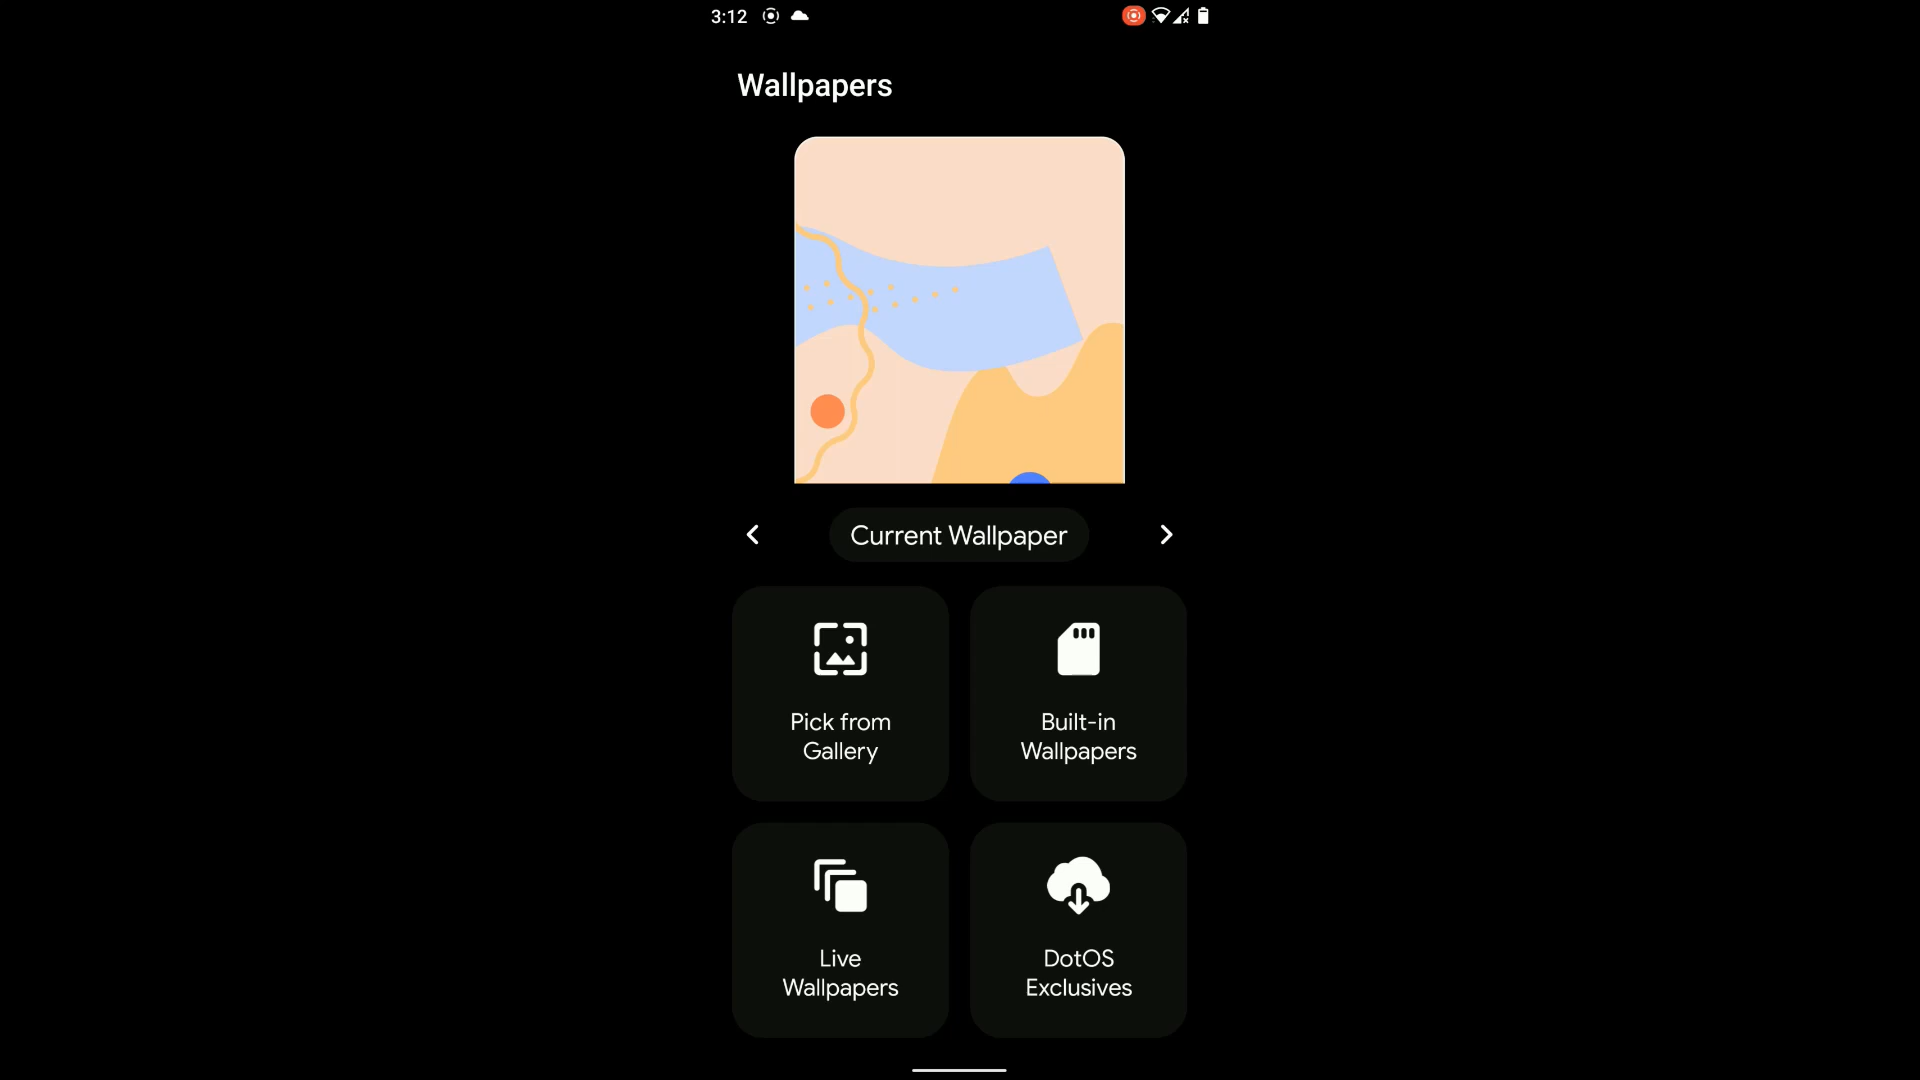 3:12
Wallpapers
Current Wallpaper
Pick from
Gallery
Built-in
Wallpapers
Live
Wallpapers
DotOS
Exclusives